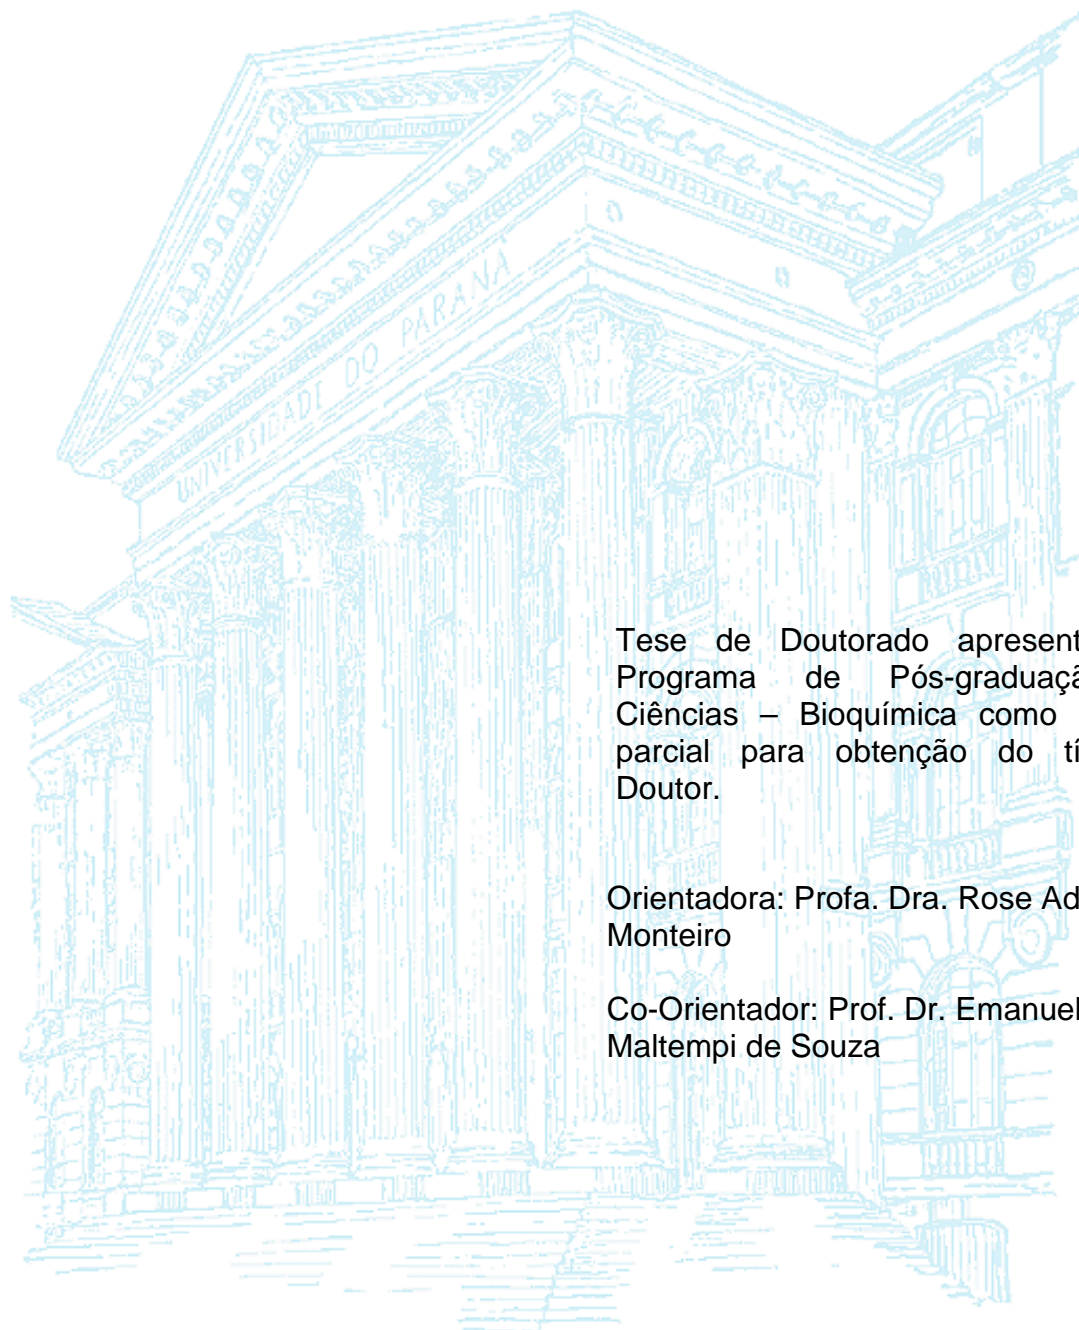 UNIVERSIDADE DO PARANÁ
Tese de Doutorado apresent
Programa de Pós-graduaçã
Ciências – Bioquímica como
parcial para obtenção do tí
Doutor.
Orientadora: Profa. Dra. Rose Ad
Monteiro
Co-Orientador: Prof. Dr. Emanuel
Maltempi de Souza